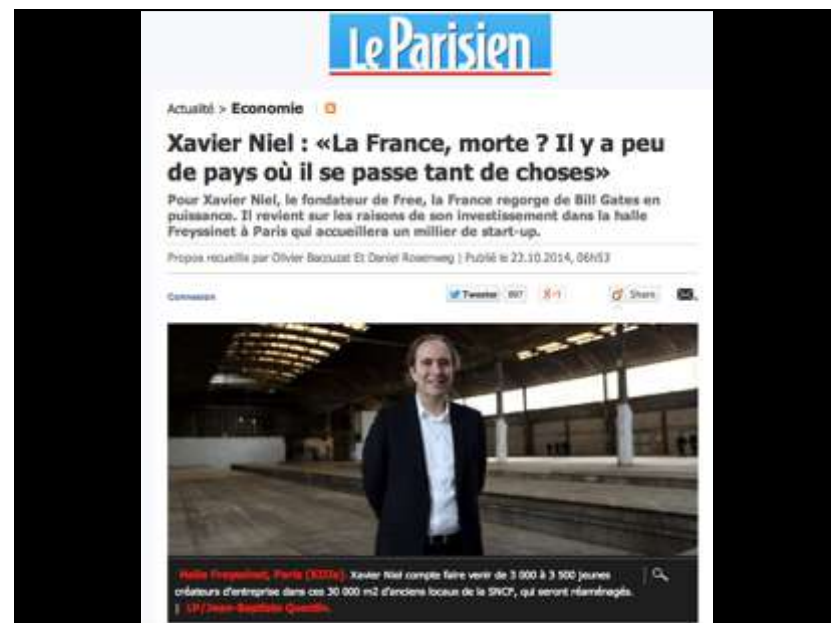 Le Parisien
Actualité > Economie
Xavier Niel : «La France, morte ? Il y a peu
de pays où il se passe tant de choses»
Pour Xavier Niel, le fondateur de Free, la France regorge de Bill Gates en
puissance. Il revient sur les raisons de son investissement dans la halle
Freyssinet à Paris qui accueillera un millier de start-up.
Propos recueillis par Olivier Bacouzat Et Daniel Rosenweg | Publié le 23.10.2014, 06h53
Connexion
Tweeter 897 Share
Halle Freyssinet, Paris (XIIIe). Xavier Niel compte faire venir de 3 000 à 3 500 jeunes
créateurs d'entreprise dans ces 30 000 m2 d'anciens locaux de la SNCF, qui seront réaménagés.
| LP/Jean-Baptiste Quentin.